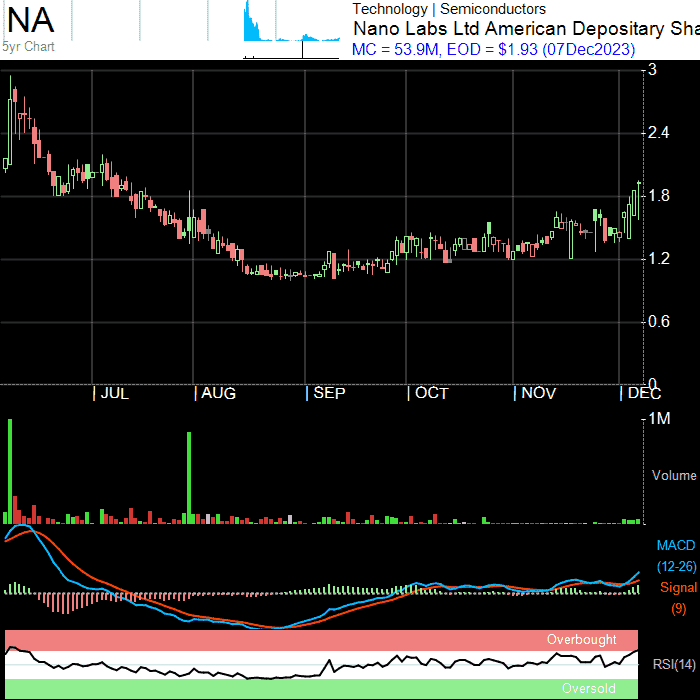 NA
5yr Chart
Technology | Semiconductors
Nano Labs Ltd American Depositary Sha
MC = 53.9M, EOD = $1.93 (07Dec2023)
3
2.4
1.8
1.2
0.6
0
JUL
AUG
SEP
OCT
NOV
DEC
1M
Volume
MACD
(12-26)
Signal
(9)
Overbought
RSI(14)
Oversold